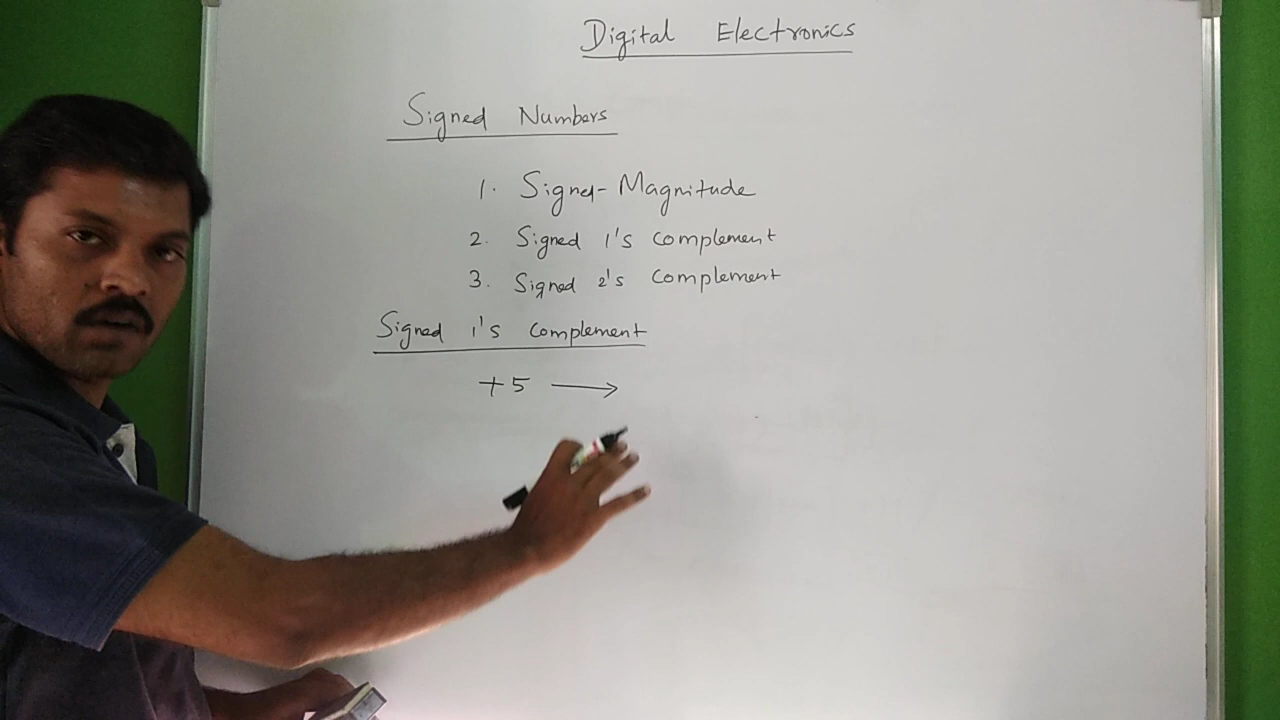 Digital Electronics
Signed Numbers
1. Signed-Magnitude
2. Signed 1's Complement
3. Signed 2's Complement
Signed 1's Complement
+5 ⟶